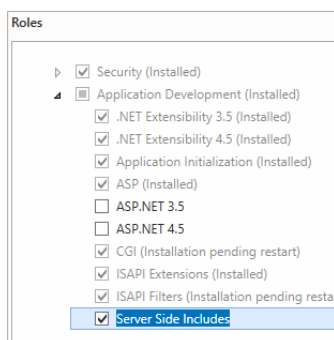 Roles
Security (Installed)
Application Development (Installed)
.NET Extensibility 3.5 (Installed)
.NET Extensibility 4.5 (Installed)
Application Initialization (Installed)
ASP (Installed)
ASP.NET 3.5
ASP.NET 4.5
CGI (Installation pending restart)
ISAPI Extensions (Installed)
ISAPI Filters (Installation pending resta
Server Side Includes